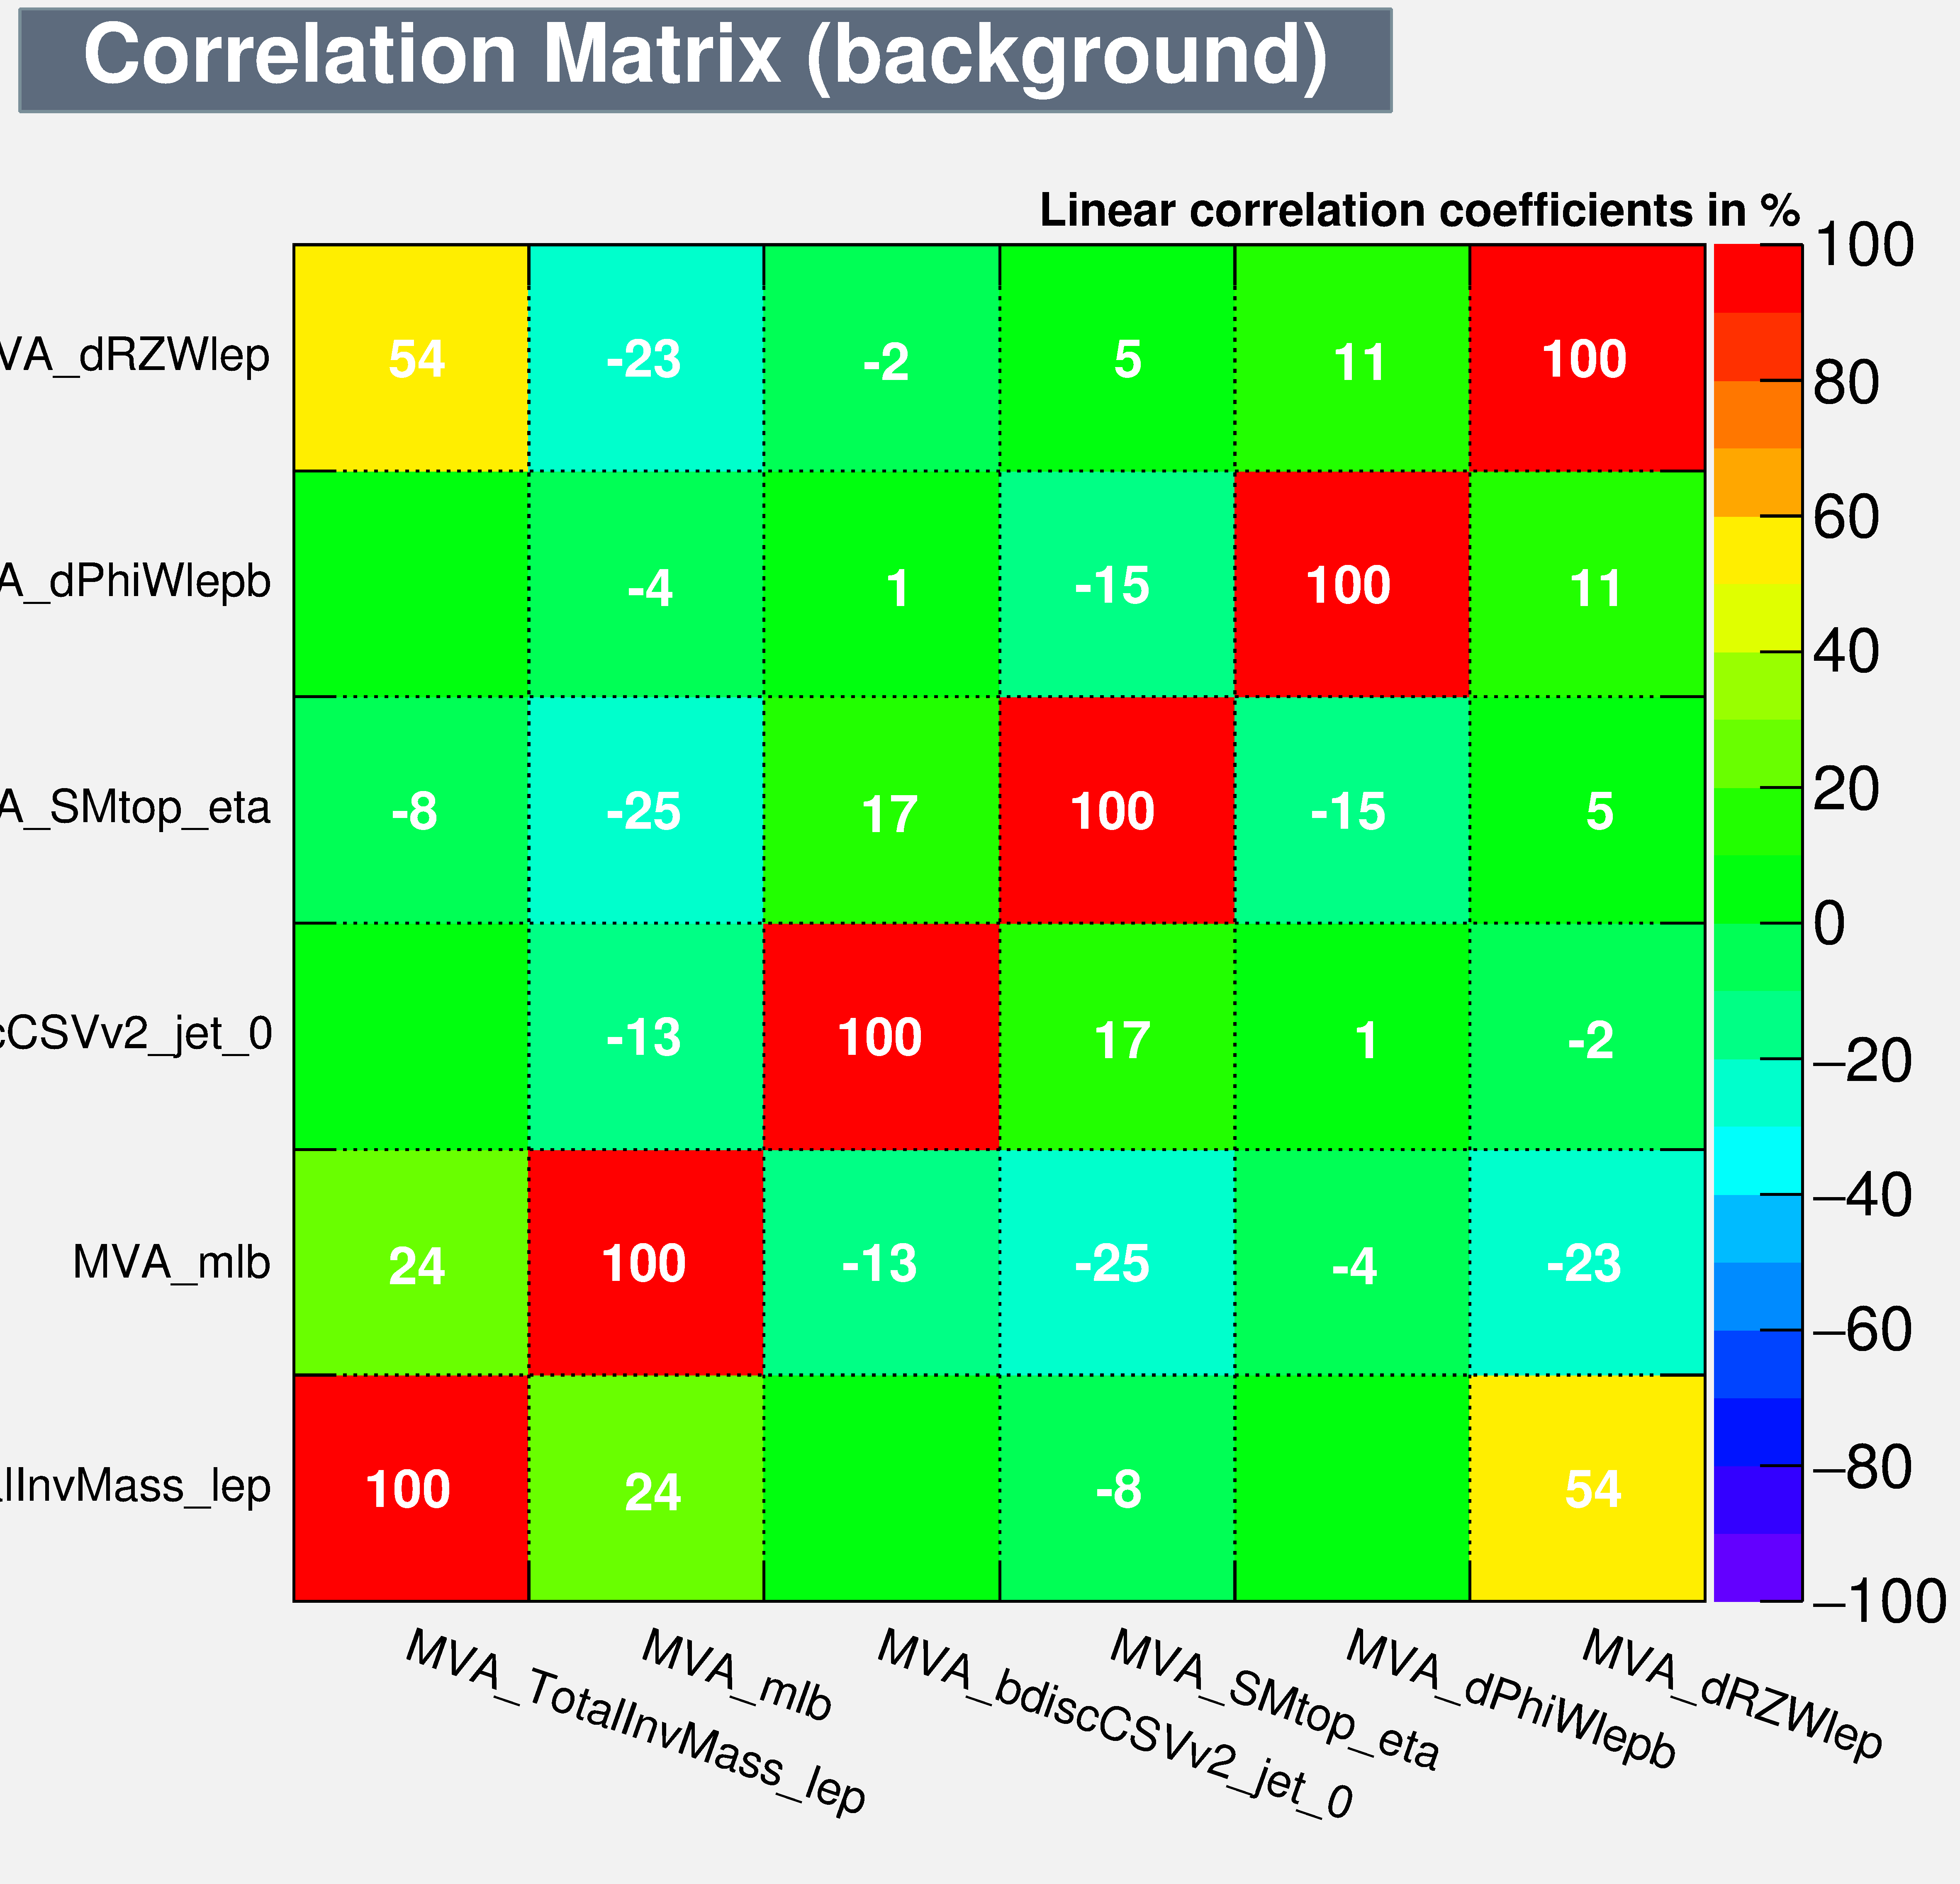 Correlation Matrix (background)
Linear correlation coefficients in %
VA_dRZWlep 54 -23 -2 5 11 100
A_dPhiWlepb -4 1 -15 100 11
A_SMtop_eta -8 -25 17 100 -15 5
cCSVv2_jet_0 -13 100 17 1 -2
MVA_mlb 24 100 -13 -25 -4 -23
lInvMass_lep 100 24 -8 54
100
80
60
40
20
0
−20
−40
−60
−80
−100
MVA_TotalInvMass_lep
MVA_mlb
MVA_bdiscCSVv2_jet_0
MVA_SMtop_eta
MVA_dPhiWlepb
MVA_dRZWlep